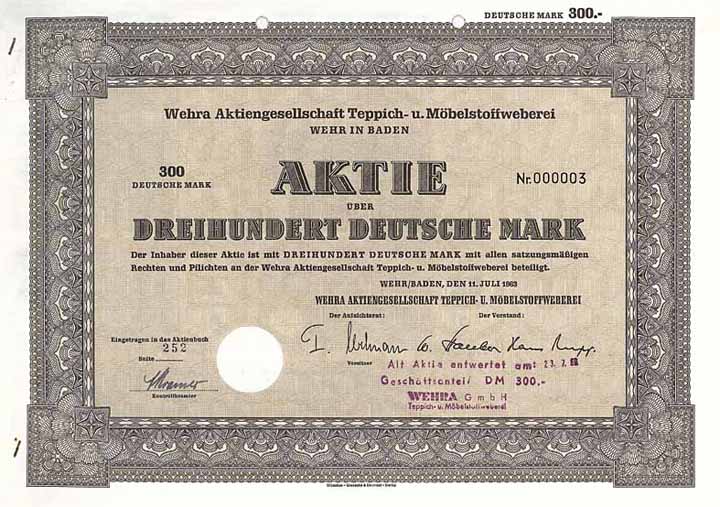 DEUTSCHE MARK 300.-
Wehra Aktiengesellschaft Teppich- u. Möbelstoffweberei
WEHR IN BADEN
300
DEUTSCHE MARK
AKTIE
Nr. 000003
ÜBER
DREIHUNDERT DEUTSCHE MARK
Der Inhaber dieser Aktie ist mit DREIHUNDERT DEUTSCHE MARK mit allen satzungsmäßigen
Rechten und Pflichten an der Wehra Aktiengesellschaft Teppich- u. Möbelstoffweberei beteiligt.
WEHR/BADEN, DEN 11. JULI 1963
WEHRA AKTIENGESELLSCHAFT TEPPICH- U. MÖBELSTOFFWEBEREI
Der Aufsichtsrat:
Der Vorstand:
Eingetragen in das Aktienbuch
Seite 252
Kontrollbeamter
Vorsitzer
Als Aktie entwertet am: 23. 7.
Geschäftsanteil DM 300,-
WEHRA GmbH
Teppich- u. Möbelstoffweberei